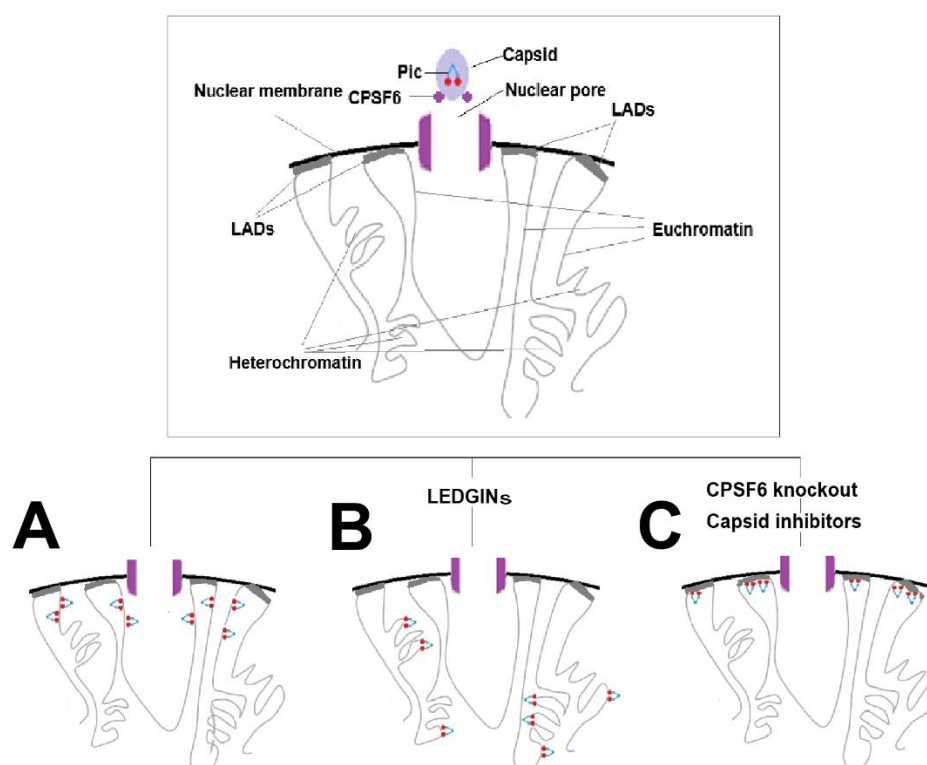 Capsid
Pic
Nuclear membrane
CPSF6
Nuclear pore
LADs
LADs
Euchromatin
Heterochromatin
A
B
LEDGINs
C
CPSF6 knockout
Capsid inhibitors